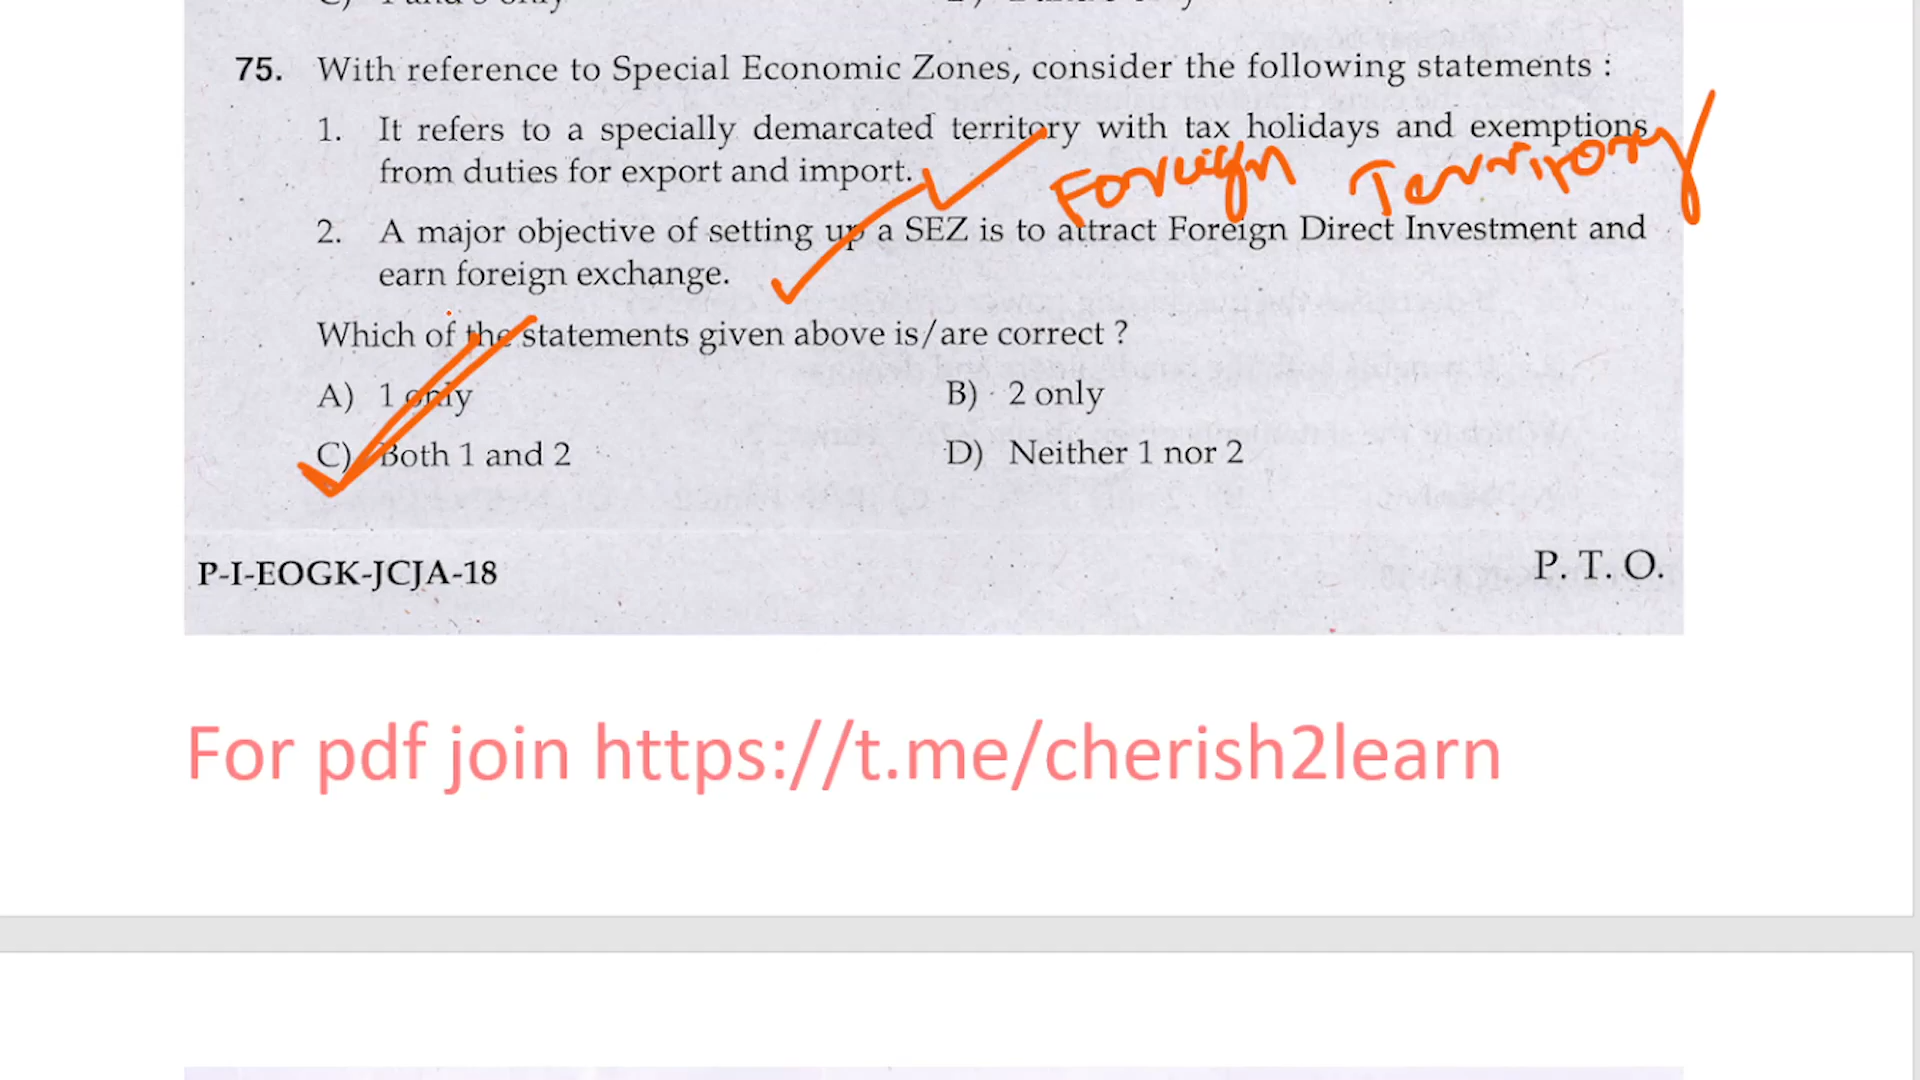 75. With reference to Special Economic Zones, consider the following statements :
1. It refers to a specially demarcated territory with tax holidays and exemptions
from duties for export and import.
Foreign Territory
2. A major objective of setting up a SEZ is to attract Foreign Direct Investment and
earn foreign exchange.
Which of the statements given above is/are correct ?
A) 1 only B) 2 only
C) Both 1 and 2 D) Neither 1 nor 2
P-I-EOGK-JCJA-18 P. T. O.
For pdf join https://t.me/cherish2learn